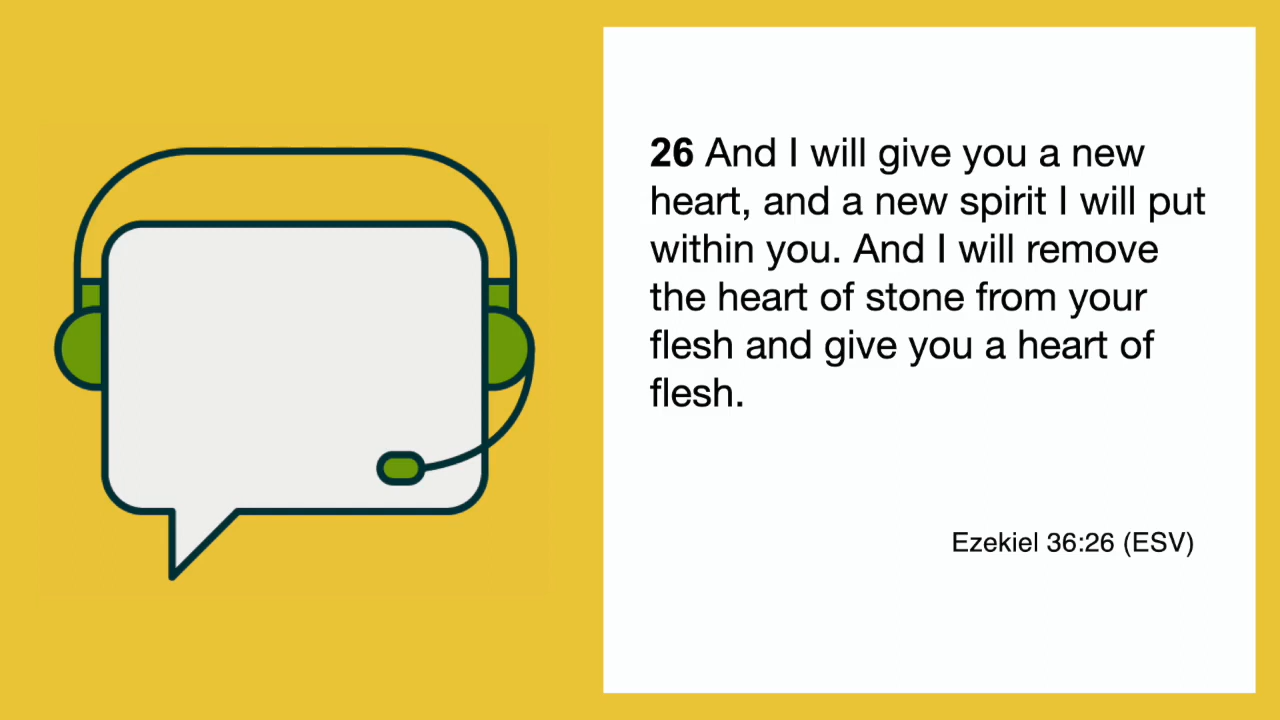 26 And I will give you a new
heart, and a new spirit I will put
within you. And I will remove
the heart of stone from your
flesh and give you a heart of
flesh.
Ezekiel 36:26 (ESV)